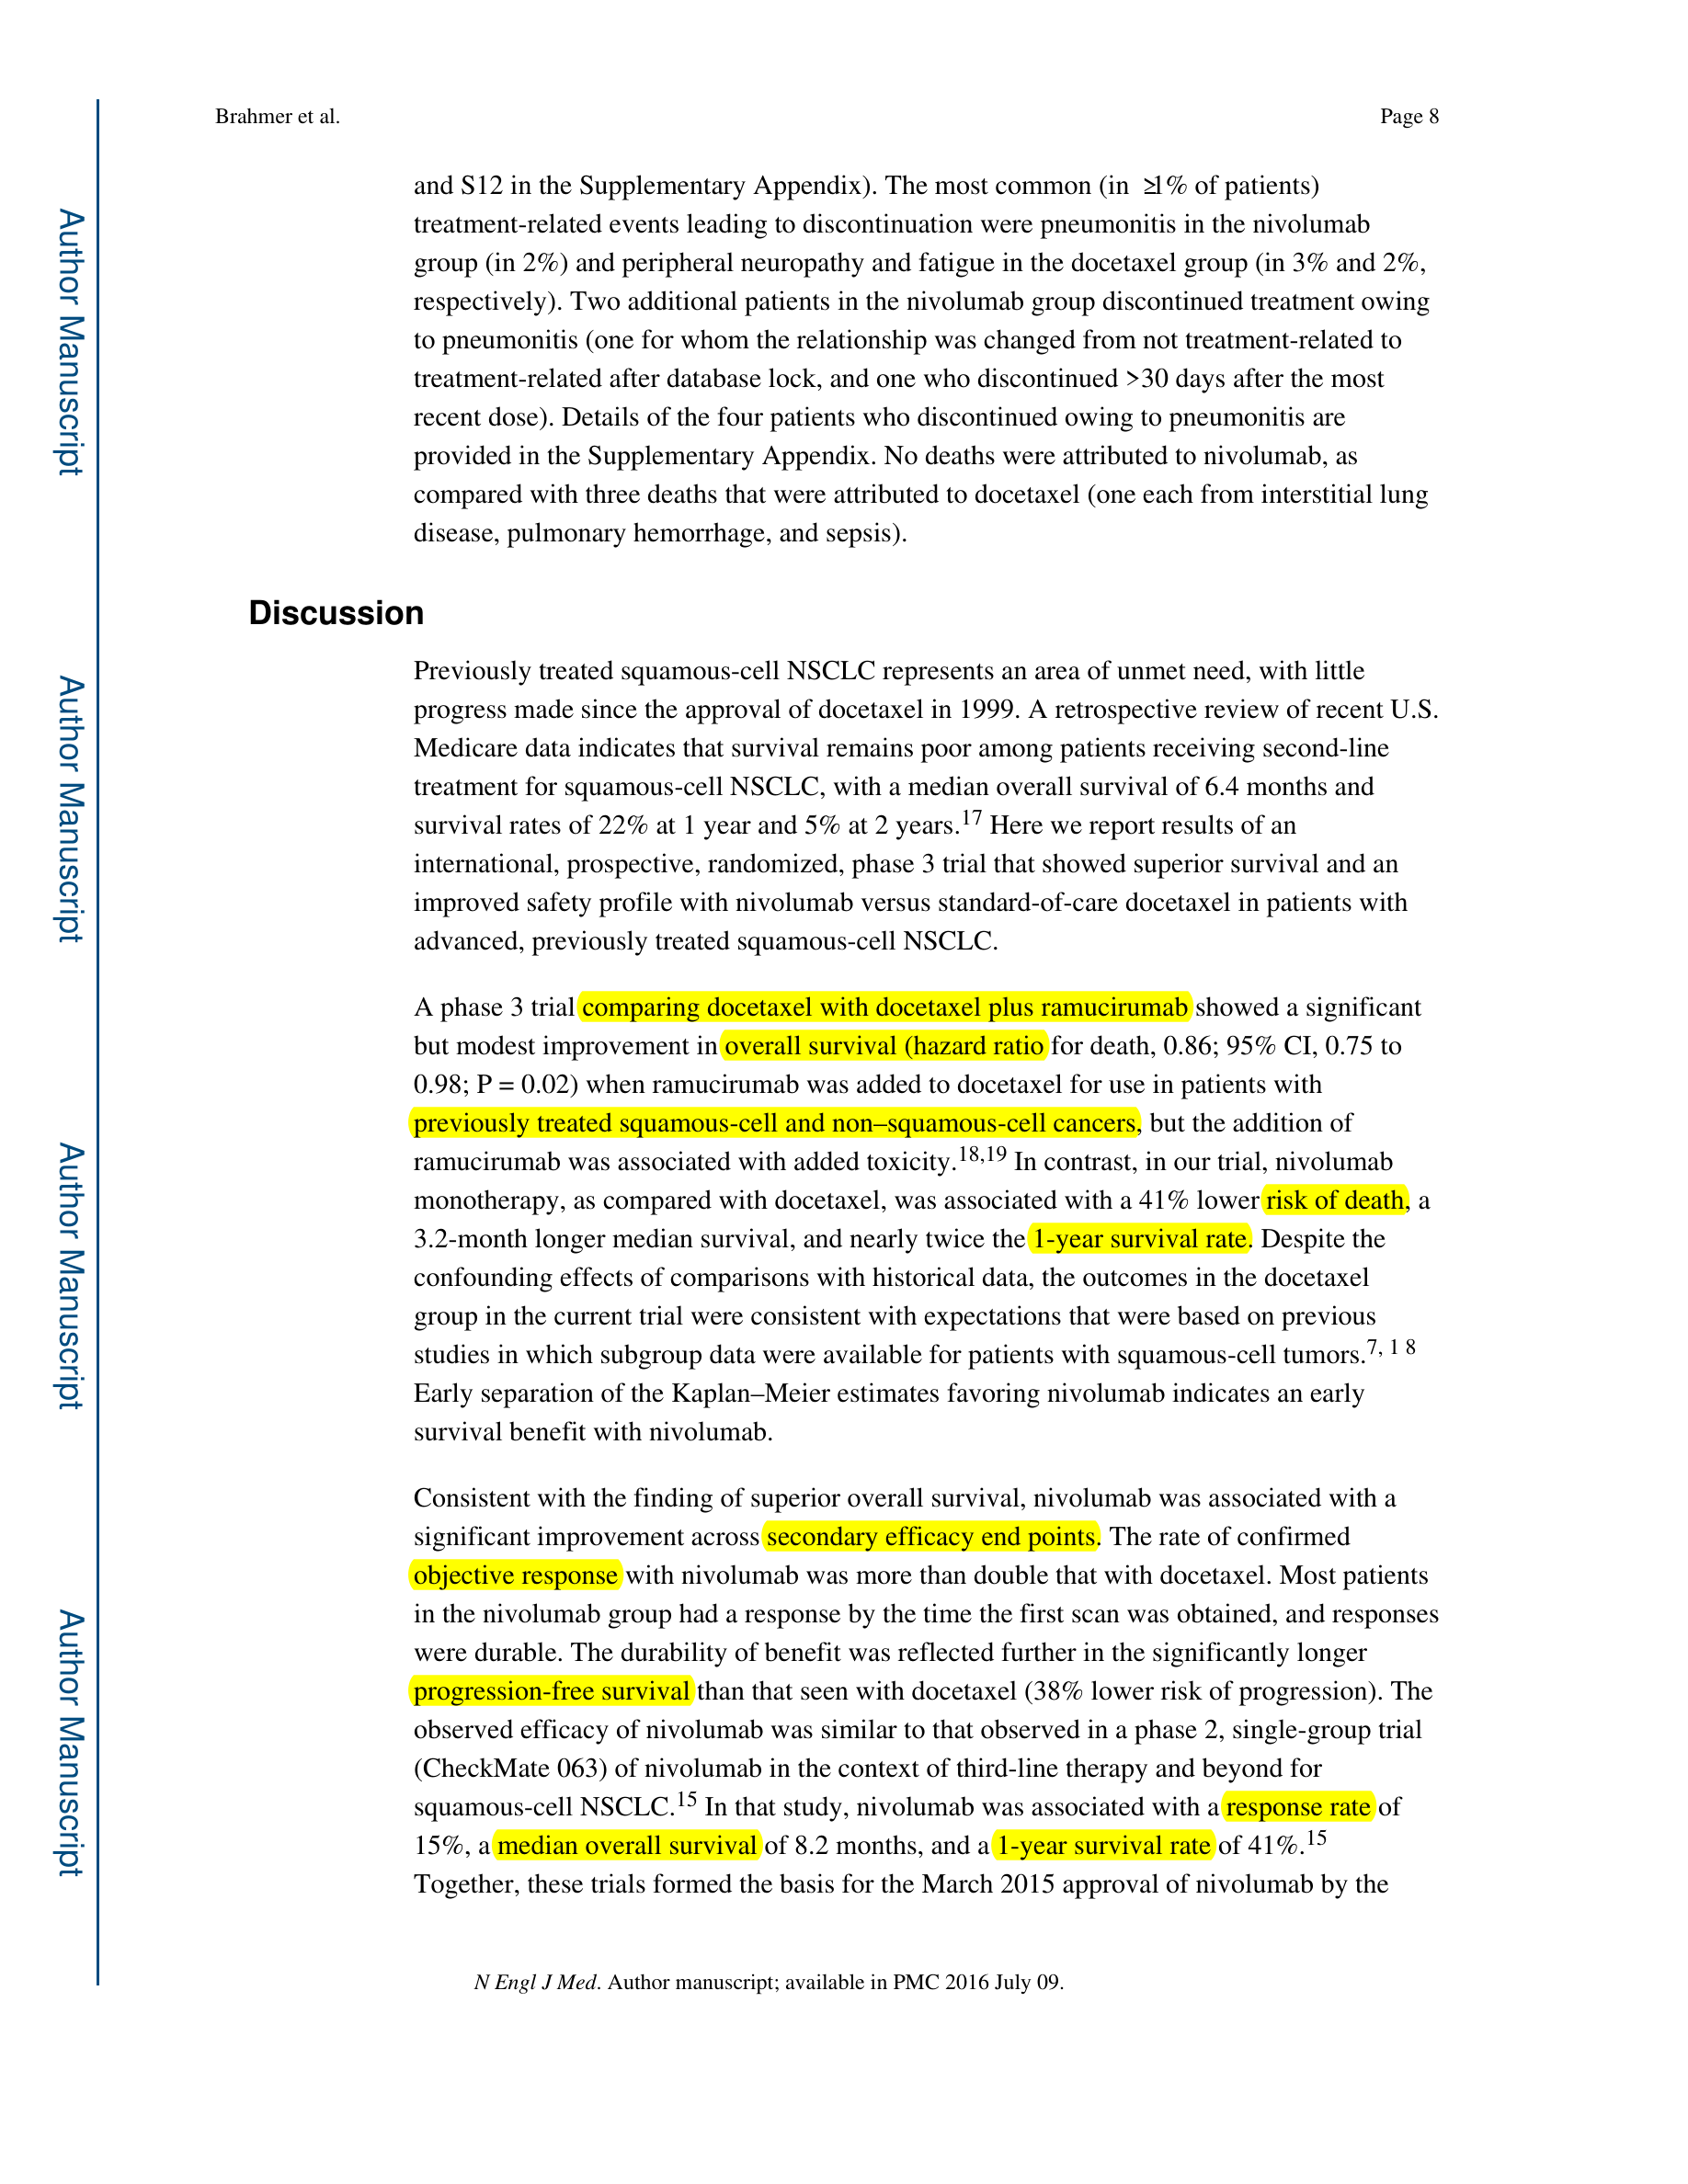 Brahmer et al.
Page 8
and S12 in the Supplementary Appendix). The most common (in ≥1% of patients)
treatment-related events leading to discontinuation were pneumonitis in the nivolumab
group (in 2%) and peripheral neuropathy and fatigue in the docetaxel group (in 3% and 2%,
respectively). Two additional patients in the nivolumab group discontinued treatment owing
to pneumonitis (one for whom the relationship was changed from not treatment-related to
treatment-related after database lock, and one who discontinued >30 days after the most
recent dose). Details of the four patients who discontinued owing to pneumonitis are
provided in the Supplementary Appendix. No deaths were attributed to nivolumab, as
compared with three deaths that were attributed to docetaxel (one each from interstitial lung
disease, pulmonary hemorrhage, and sepsis).
Discussion
Previously treated squamous-cell NSCLC represents an area of unmet need, with little
progress made since the approval of docetaxel in 1999. A retrospective review of recent U.S.
Medicare data indicates that survival remains poor among patients receiving second-line
treatment for squamous-cell NSCLC, with a median overall survival of 6.4 months and
survival rates of 22% at 1 year and 5% at 2 years.17 Here we report results of an
international, prospective, randomized, phase 3 trial that showed superior survival and an
improved safety profile with nivolumab versus standard-of-care docetaxel in patients with
advanced, previously treated squamous-cell NSCLC.
A phase 3 trial comparing docetaxel with docetaxel plus ramucirumab showed a significant
but modest improvement in overall survival (hazard ratio for death, 0.86; 95% CI, 0.75 to
0.98; P = 0.02) when ramucirumab was added to docetaxel for use in patients with
previously treated squamous-cell and non–squamous-cell cancers, but the addition of
ramucirumab was associated with added toxicity.18,19 In contrast, in our trial, nivolumab
monotherapy, as compared with docetaxel, was associated with a 41% lower risk of death, a
3.2-month longer median survival, and nearly twice the 1-year survival rate. Despite the
confounding effects of comparisons with historical data, the outcomes in the docetaxel
group in the current trial were consistent with expectations that were based on previous
studies in which subgroup data were available for patients with squamous-cell tumors.7, 1 8
Early separation of the Kaplan–Meier estimates favoring nivolumab indicates an early
survival benefit with nivolumab.
Consistent with the finding of superior overall survival, nivolumab was associated with a
significant improvement across secondary efficacy end points. The rate of confirmed
objective response with nivolumab was more than double that with docetaxel. Most patients
in the nivolumab group had a response by the time the first scan was obtained, and responses
were durable. The durability of benefit was reflected further in the significantly longer
progression-free survival than that seen with docetaxel (38% lower risk of progression). The
observed efficacy of nivolumab was similar to that observed in a phase 2, single-group trial
(CheckMate 063) of nivolumab in the context of third-line therapy and beyond for
squamous-cell NSCLC.15 In that study, nivolumab was associated with a response rate of
15%, a median overall survival of 8.2 months, and a 1-year survival rate of 41%.15
Together, these trials formed the basis for the March 2015 approval of nivolumab by the
N Engl J Med. Author manuscript; available in PMC 2016 July 09.
Author Manuscript
Author Manuscript
Author Manuscript
Author Manuscript